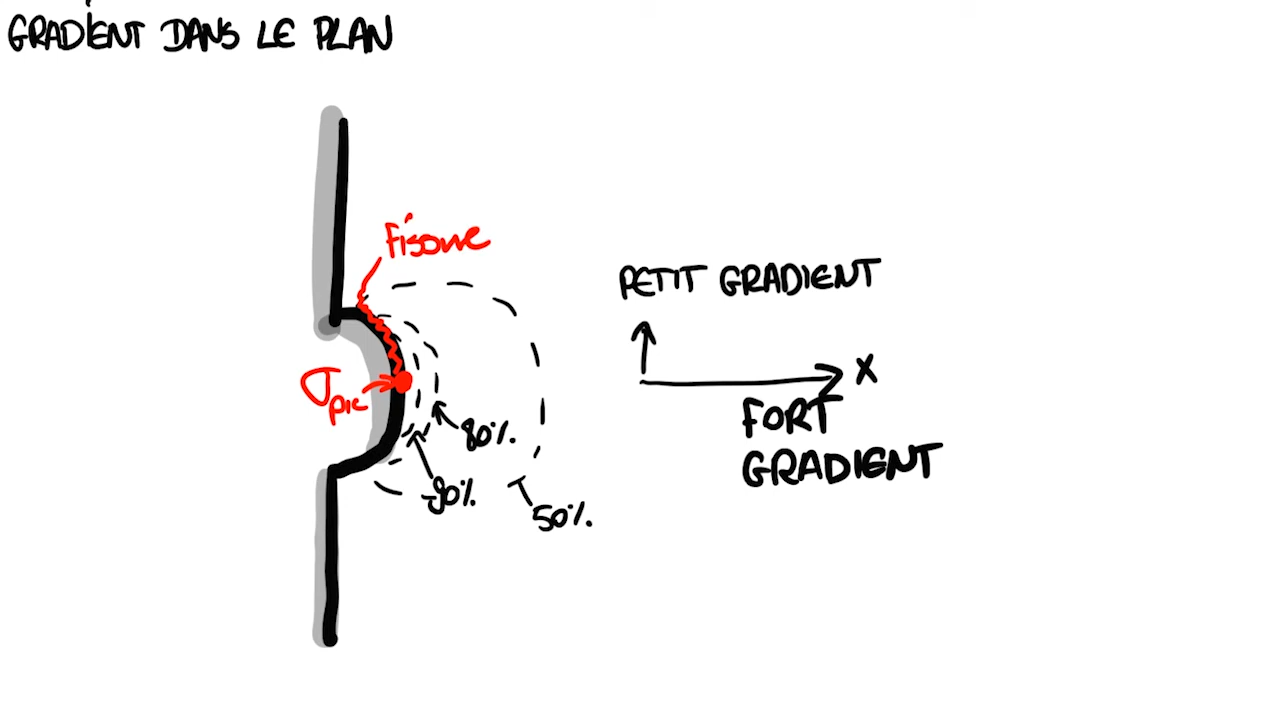 GRADIENT DANS LE PLAN
Fissure
PETIT GRADIENT
σpic
X
80%
90%
50%
FORT
GRADIENT